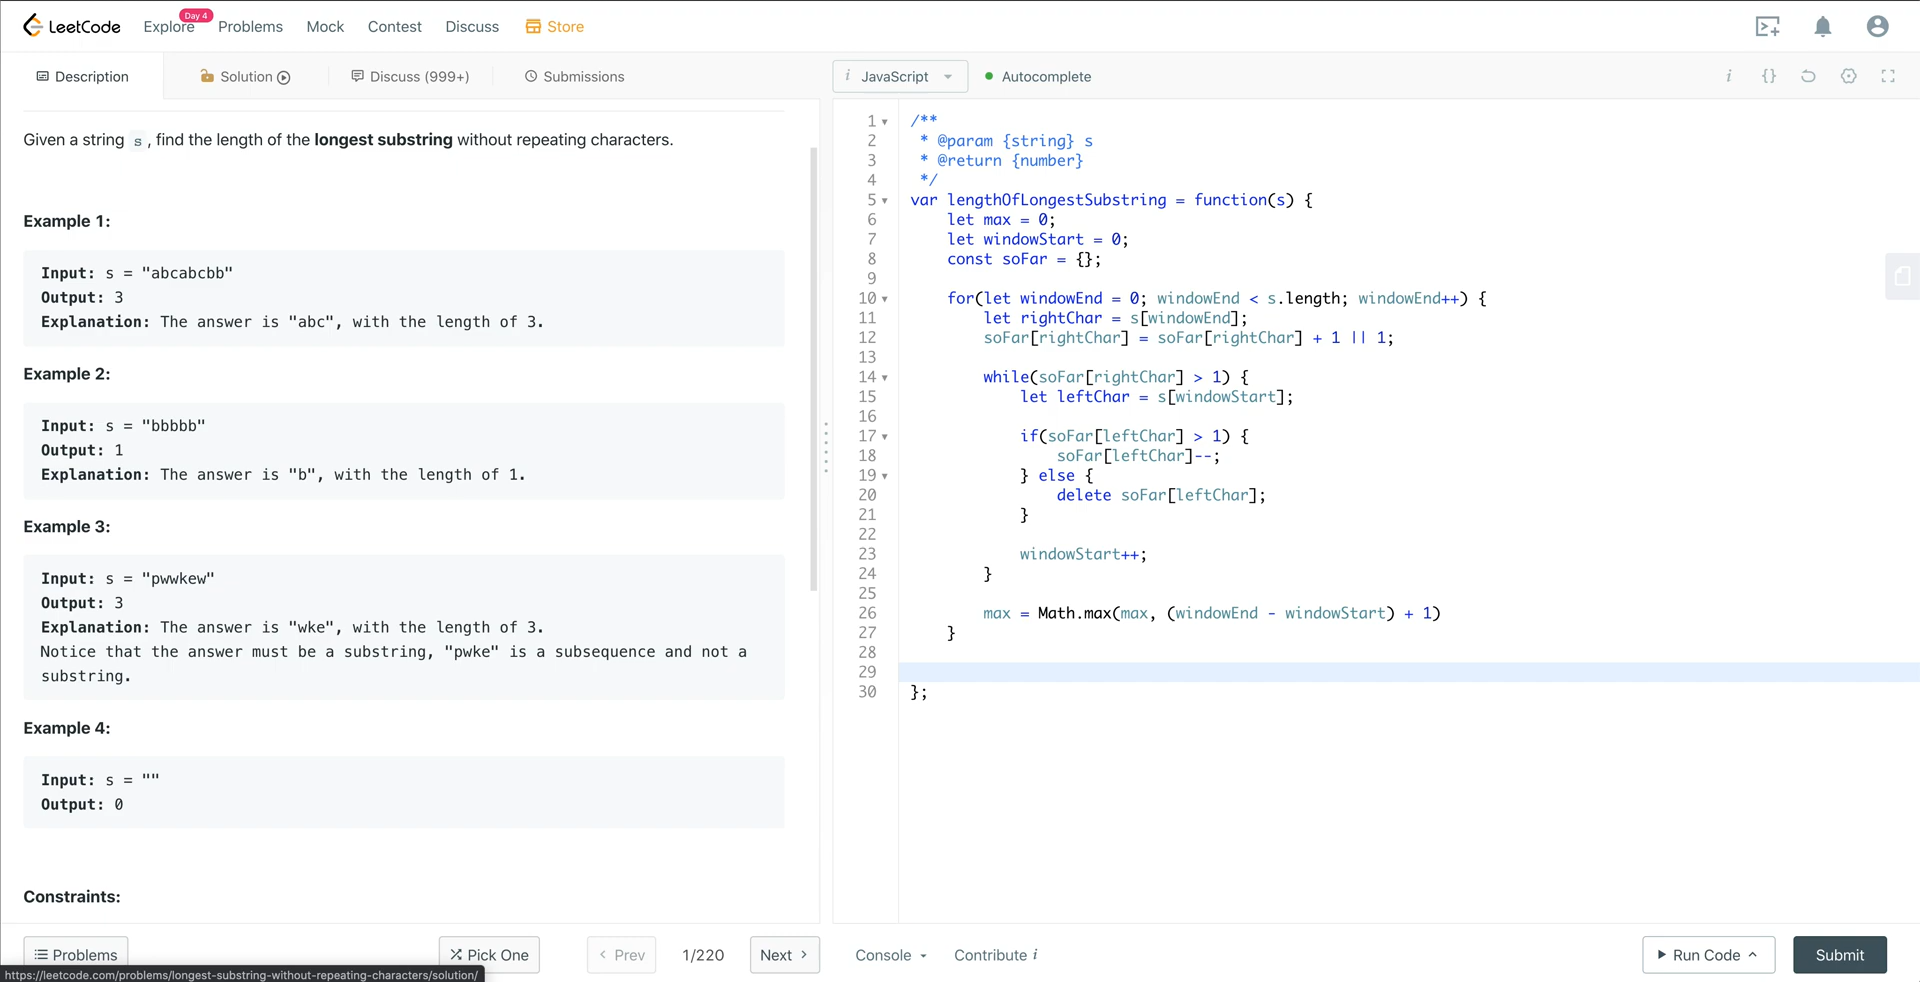 LeetCode
Explore
Day 4
Problems
Mock
Contest
Discuss
Store
Description
Solution
Discuss (999+)
Submissions
i JavaScript
Autocomplete
i
{}
Given a string s , find the length of the longest substring without repeating characters.
Example 1:
Input: s = "abcabcbb"
Output: 3
Explanation: The answer is "abc", with the length of 3.
Example 2:
Input: s = "bbbbb"
Output: 1
Explanation: The answer is "b", with the length of 1.
Example 3:
Input: s = "pwwkew"
Output: 3
Explanation: The answer is "wke", with the length of 3.
Notice that the answer must be a substring, "pwke" is a subsequence and not a
substring.
Example 4:
Input: s = ""
Output: 0
Constraints:
1 /**
2  * @param {string} s
3  * @return {number}
4  */
5 var lengthOfLongestSubstring = function(s) {
6     let max = 0;
7     let windowStart = 0;
8     const soFar = {};
9
10     for(let windowEnd = 0; windowEnd < s.length; windowEnd++) {
11         let rightChar = s[windowEnd];
12         soFar[rightChar] = soFar[rightChar] + 1 || 1;
13
14         while(soFar[rightChar] > 1) {
15             let leftChar = s[windowStart];
16
17             if(soFar[leftChar] > 1) {
18                 soFar[leftChar]--;
19             } else {
20                 delete soFar[leftChar];
21             }
22
23             windowStart++;
24         }
25
26         max = Math.max(max, (windowEnd - windowStart) + 1)
27     }
28
29
30 };
Problems
Pick One
< Prev
1/220
Next >
Console
Contribute i
Run Code
Submit
https://leetcode.com/problems/longest-substring-without-repeating-characters/solution/